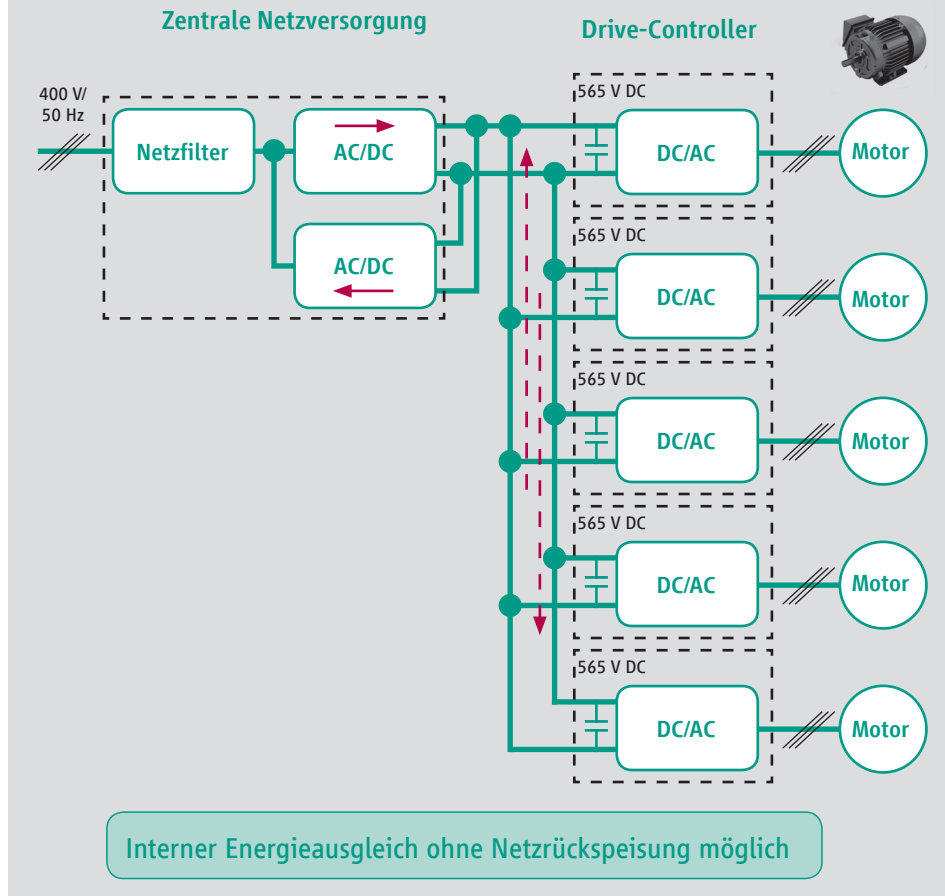 Zentrale Netzversorgung
Drive-Controller
400 V/
50 Hz
Netzfilter
AC/DC
AC/DC
565 V DC
DC/AC
Motor
565 V DC
DC/AC
Motor
565 V DC
DC/AC
Motor
565 V DC
DC/AC
Motor
565 V DC
DC/AC
Motor
Interner Energieausgleich ohne Netzrückspeisung möglich